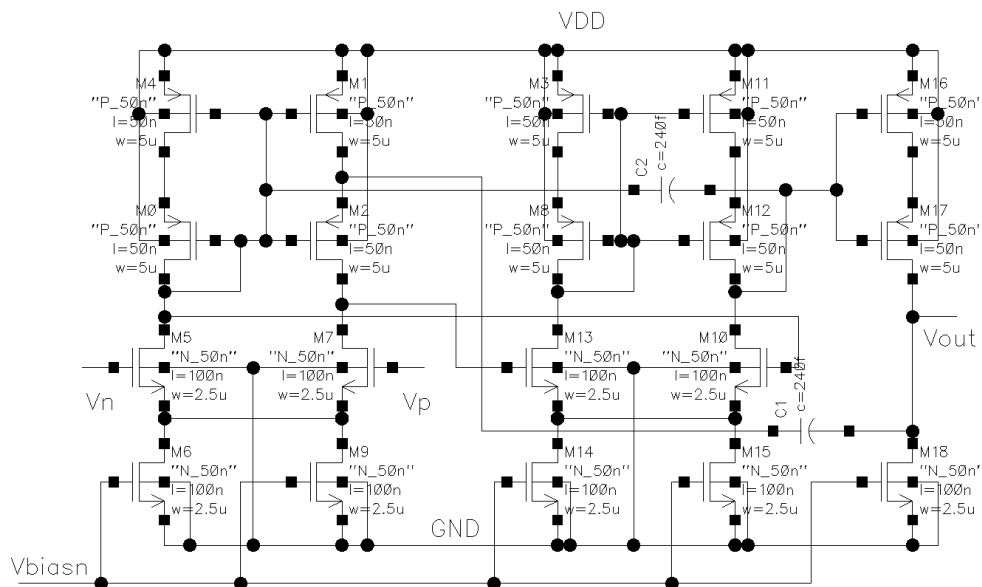 VDD
M4
"P_50n"
l=50n
w=5u
M1
"P_50n"
l=50n
w=5u
M3
"P_50n"
l=50n
w=5u
M11
"P_50n"
l=50n
w=5u
M16
"P_50n"
l=50n
w=5u
C2
c=240f
M0
"P_50n"
l=50n
w=5u
M2
"P_50n"
l=50n
w=5u
M8
"P_50n"
l=50n
w=5u
M12
"P_50n"
l=50n
w=5u
M17
"P_50n"
l=50n
w=5u
Vout
M5
"N_50n"
l=100n
w=2.5u
M7
"N_50n"
l=100n
w=2.5u
M13
"N_50n"
l=100n
w=2.5u
M10
"N_50n"
l=100n
w=2.5u
Vn
Vp
C1
c=240f
M6
"N_50n"
l=100n
w=2.5u
M9
"N_50n"
l=100n
w=2.5u
M14
"N_50n"
l=100n
w=2.5u
M15
"N_50n"
l=100n
w=2.5u
M18
"N_50n"
l=100n
w=2.5u
GND
Vbiasn